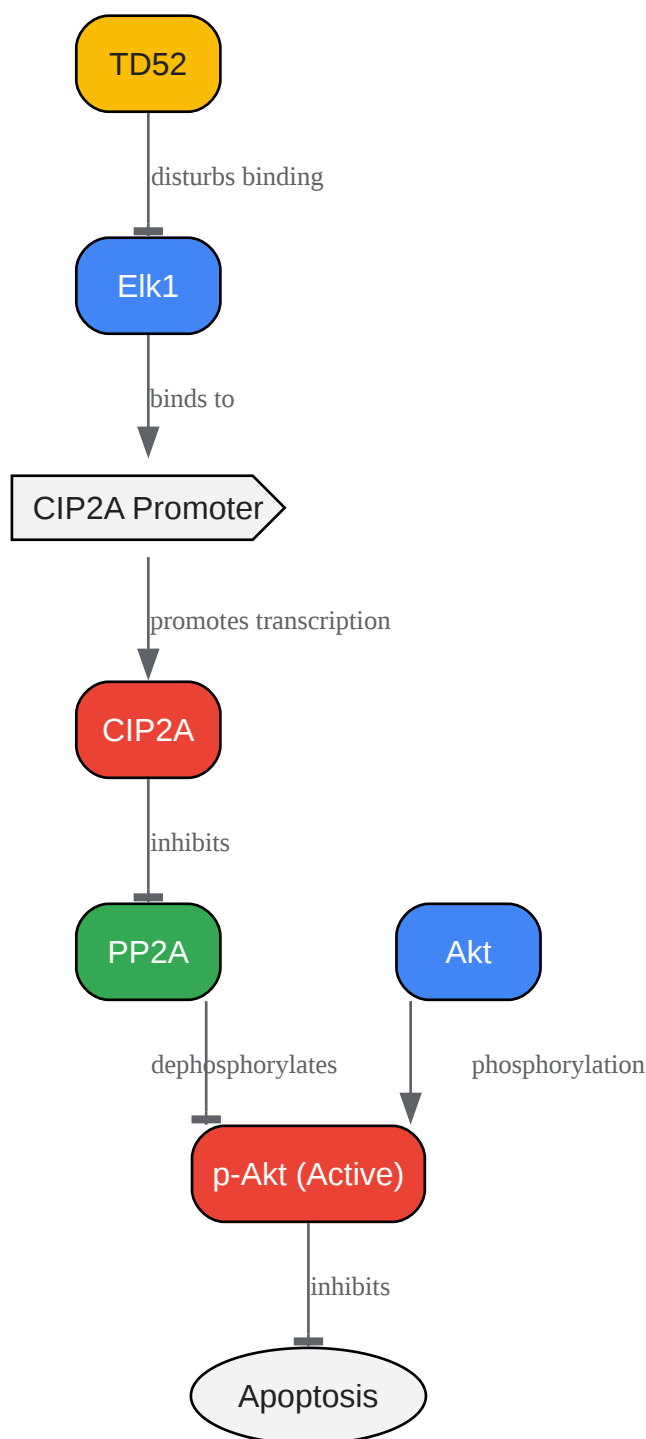 TD52
disturbs binding
Elk1
binds to
CIP2A Promoter
promotes transcription
CIP2A
inhibits
PP2A
Akt
dephosphorylates
phosphorylation
p-Akt (Active)
inhibits
Apoptosis